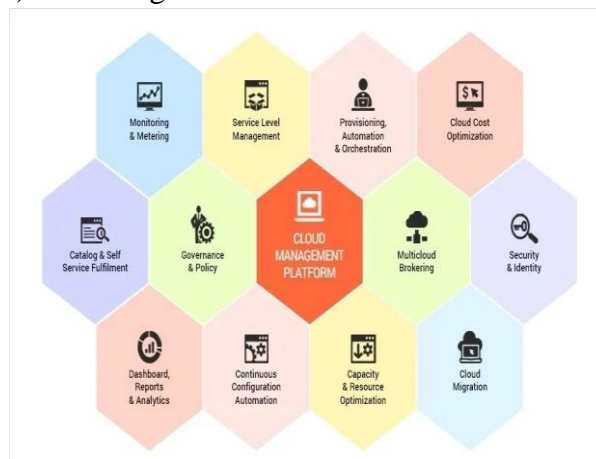 Monitoring
& Metering
Service Level
Management
Provisioning,
Automation
& Orchestration
Cloud Cost
Optimization
Catalog & Self
Service Fulfilment
Governance
& Policy
CLOUD
MANAGEMENT
PLATFORM
Multicloud
Brokering
Security
& Identity
Dashboard,
Reports
& Analytics
Continuous
Configuration
Automation
Capacity
& Resource
Optimization
Cloud
Migration